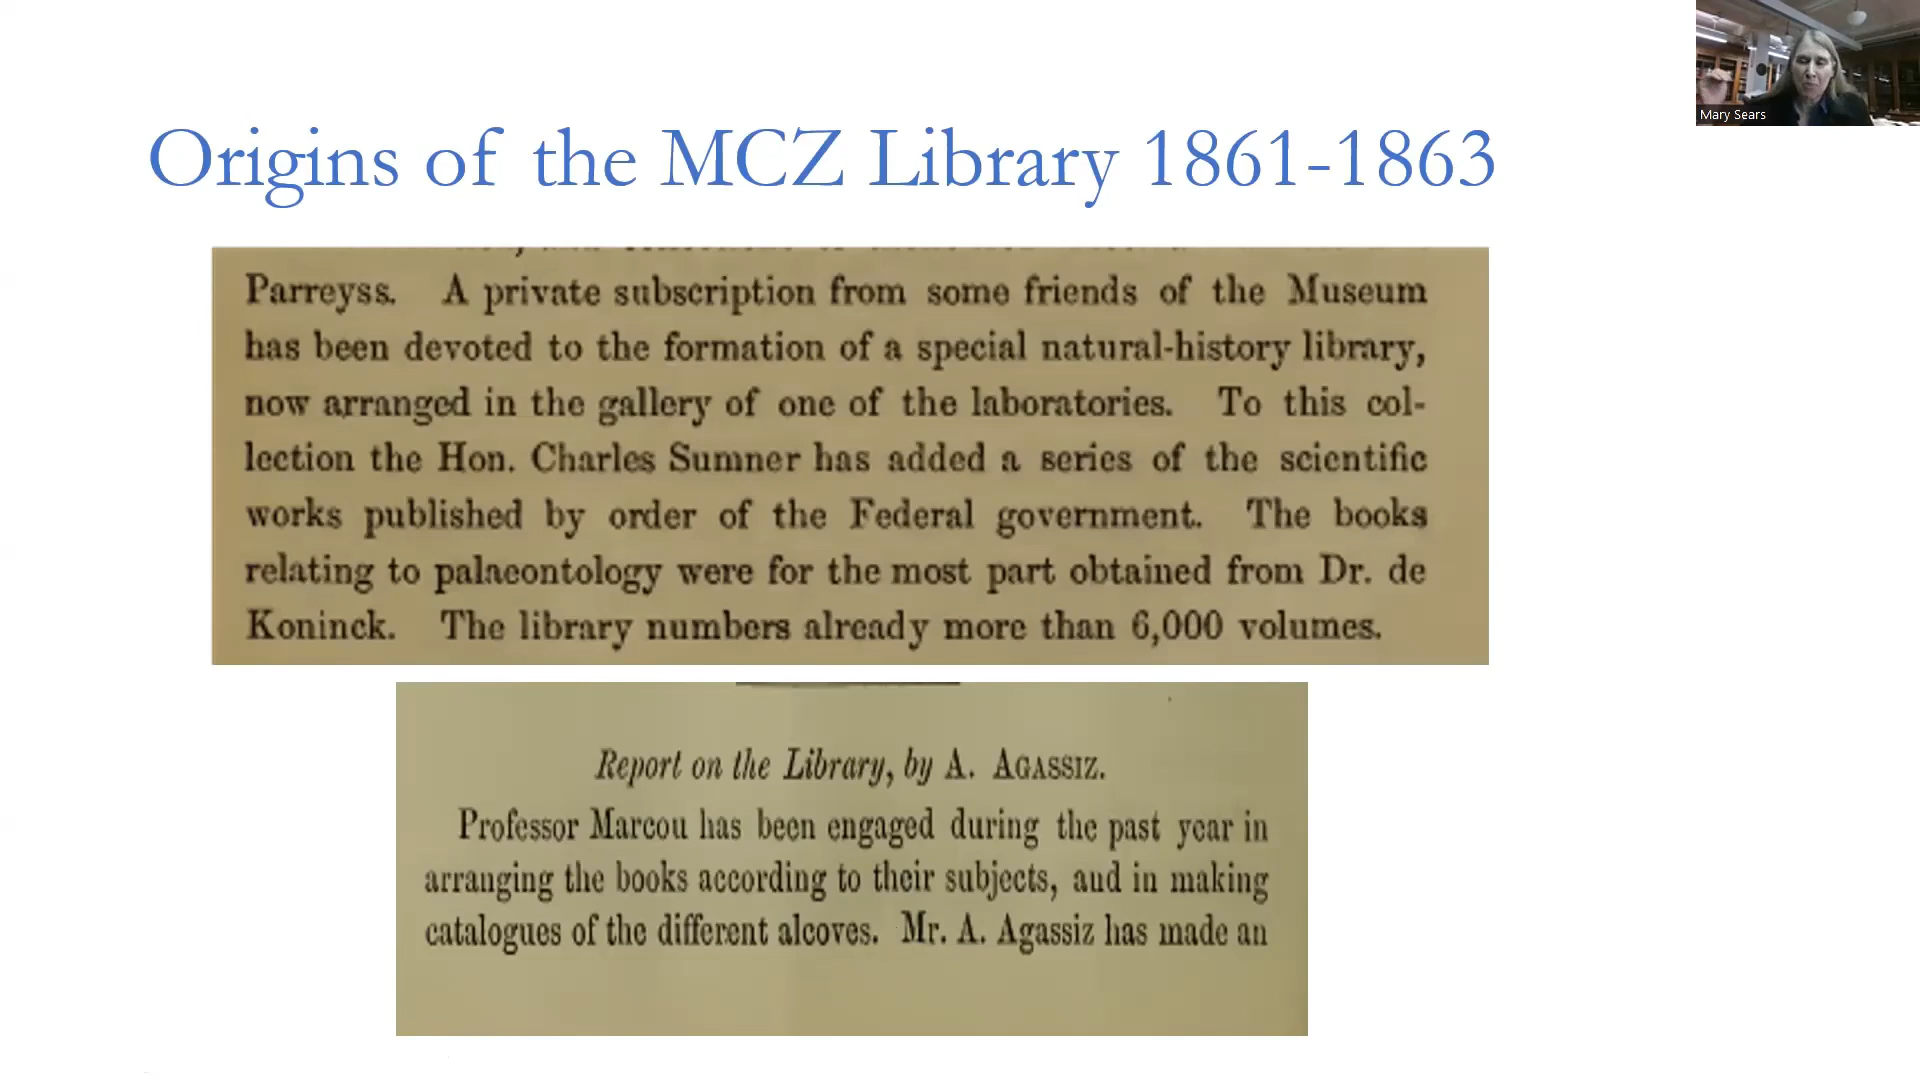 Mary Sears
Origins of the MCZ Library 1861-1863
Parreyss. A private subscription from some friends of the Museum
has been devoted to the formation of a special natural-history library,
now arranged in the gallery of one of the laboratories. To this col-
lection the Hon. Charles Sumner has added a series of the scientific
works published by order of the Federal government. The books
relating to palaeontology were for the most part obtained from Dr. de
Koninck. The library numbers already more than 6,000 volumes.
Report on the Library, by A. AGASSIZ.
Professor Marcou has been engaged during the past year in
arranging the books according to their subjects, and in making
catalogues of the different alcoves. Mr. A. Agassiz has made an